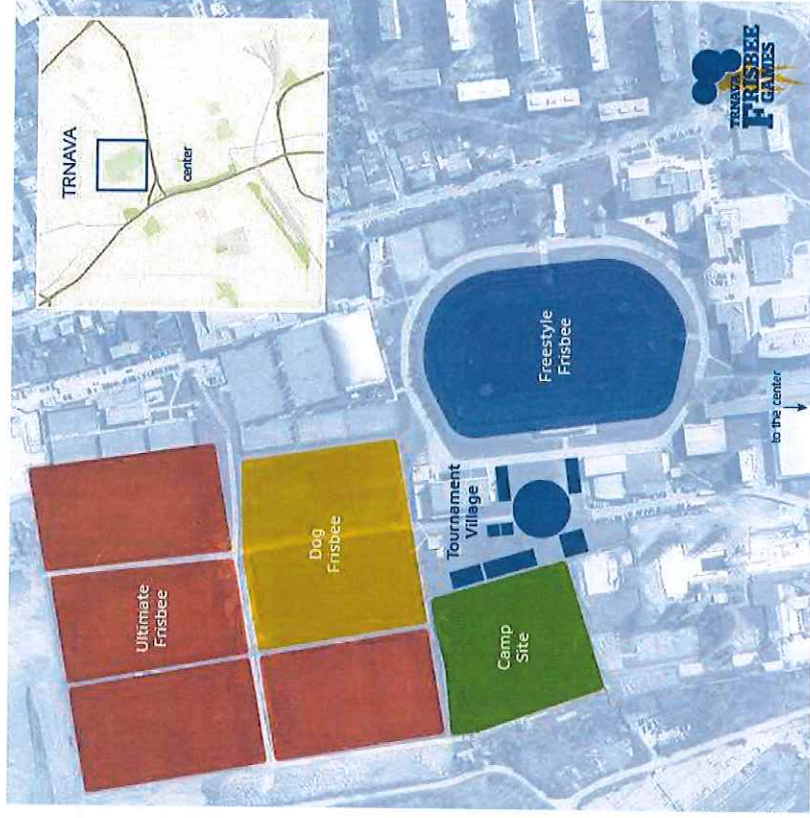 TRNAVA
center
TRNAVA
FRISBEE
GAMES
Ultimate
Frisbee
Dog
Frisbee
Freestyle
Frisbee
Tournament
Village
Camp
Site
to the center